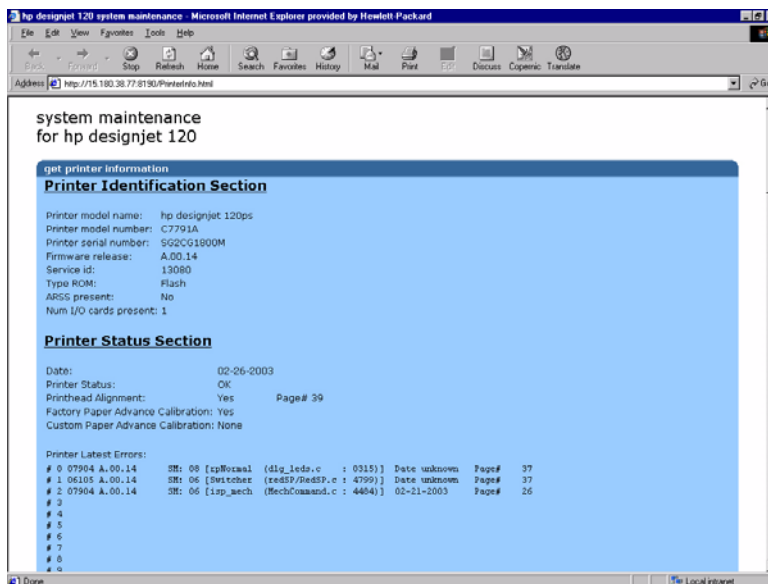 hp designjet 120 system maintenance - Microsoft Internet Explorer provided by Hewlett-Packard
File Edit View Favorites Tools Help
Back Forward Stop Refresh Home Search Favorites History Mail Print Edit Discuss Copernic Translate
Address http://15.180.38.77:8190/PrinterInfo.html
system maintenance
for hp designjet 120
get printer information
Printer Identification Section
Printer model name: hp designjet 120ps
Printer model number: C7791A
Printer serial number: SG2CG1800M
Firmware release: A.00.14
Service id: 13080
Type ROM: Flash
ARSS present: No
Num I/O cards present: 1
Printer Status Section
Date: 02-26-2003
Printer Status: OK
Printhead Alignment: Yes Page# 39
Factory Paper Advance Calibration: Yes
Custom Paper Advance Calibration: None
Printer Latest Errors:
# 0 07904 A.00.14 SM: 08 [rpNormal (dlg_leds.c : 0315)] Date unknown Page# 37
# 1 06105 A.00.14 SM: 06 [Switcher (redSP/RedSP.c : 4799)] Date unknown Page# 37
# 2 07904 A.00.14 SM: 06 [isp_mech (MechCommand.c : 4484)] 02-21-2003 Page# 26
# 3
# 4
# 5
# 6
# 7
# 8
# 9
Done Local intranet